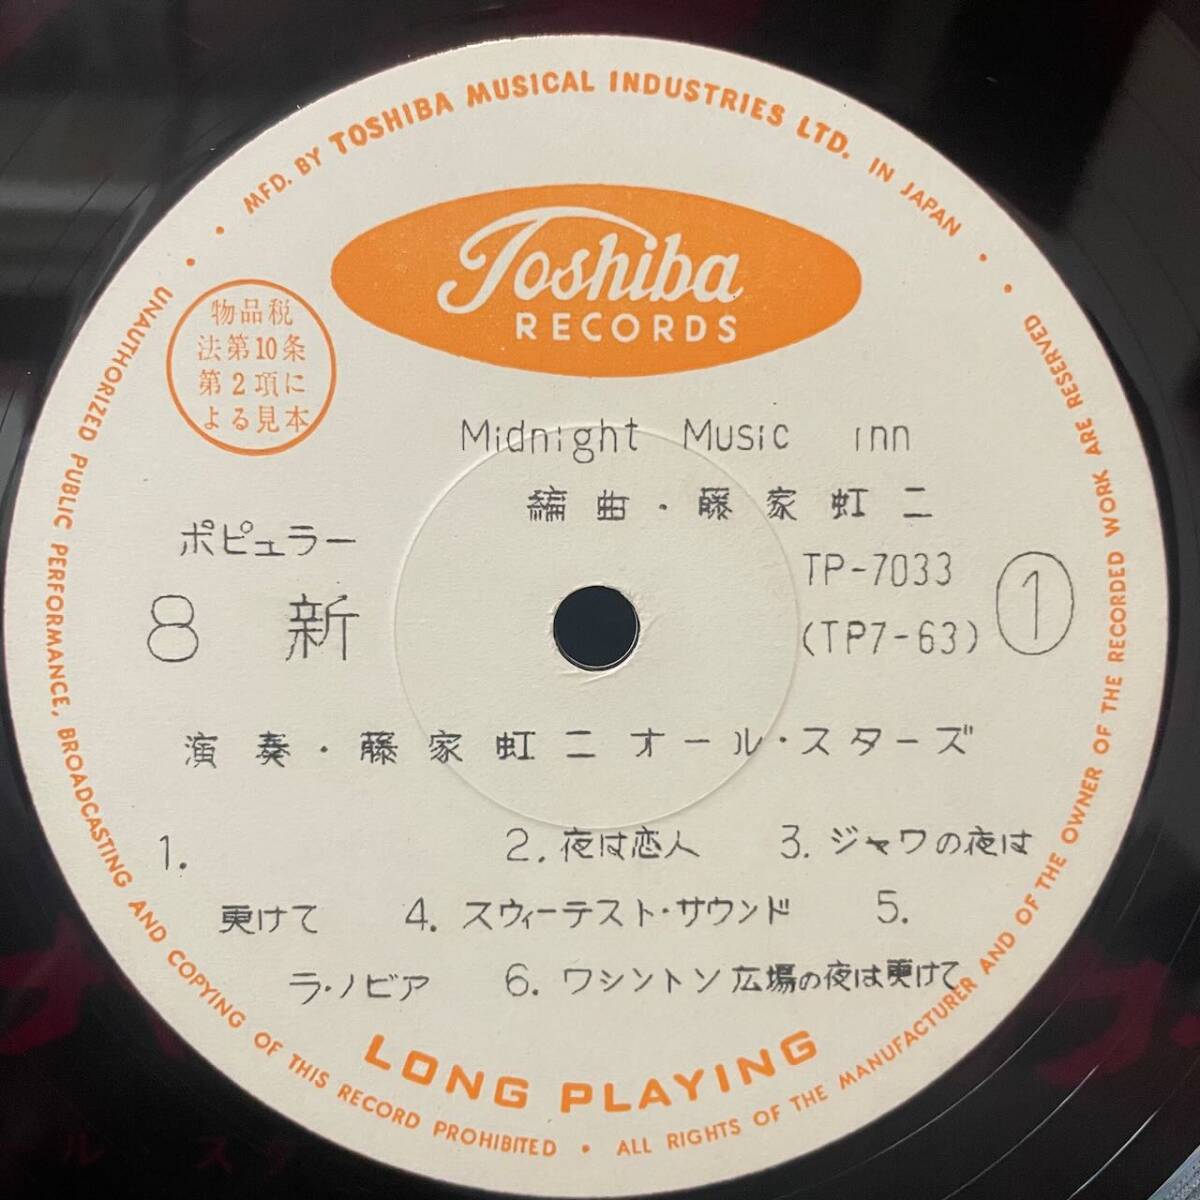 MFD. BY TOSHIBA MUSICAL INDUSTRIES LTD. IN JAPAN
Toshiba
RECORDS
物品税
法第10条
第2項に
よる見本
Midnight Music inn
編曲・藤家虹二
ポピュラー
TP-7033
8 新
(TP7-63)
1
演奏・藤家虹二オール・スターズ
1. 2. 夜は恋人 3. ジャワの夜は
更けて 4. スウィーテスト・サウンド 5.
ラ・ノビア 6. ワシントン広場の夜は更けて
LONG PLAYING
UNAUTHORIZED PUBLIC PERFORMANCE, BROADCASTING AND COPYING OF THIS RECORD PROHIBITED • ALL RIGHTS OF THE MANUFACTURER AND OF THE OWNER OF THE RECORDED WORK ARE RESERVED